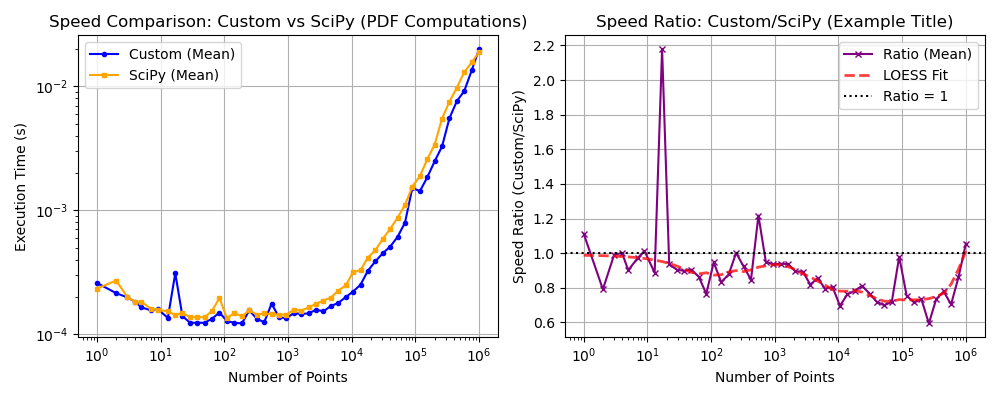 Speed Comparison: Custom vs SciPy (PDF Computations)
Custom (Mean)
SciPy (Mean)
Execution Time (s)
10⁻²
10⁻³
10⁻⁴
10⁰ 10¹ 10² 10³ 10⁴ 10⁵ 10⁶
Number of Points
Speed Ratio: Custom/SciPy (Example Title)
Ratio (Mean)
LOESS Fit
Ratio = 1
Speed Ratio (Custom/SciPy)
2.2
2.0
1.8
1.6
1.4
1.2
1.0
0.8
0.6
10⁰ 10¹ 10² 10³ 10⁴ 10⁵ 10⁶
Number of Points